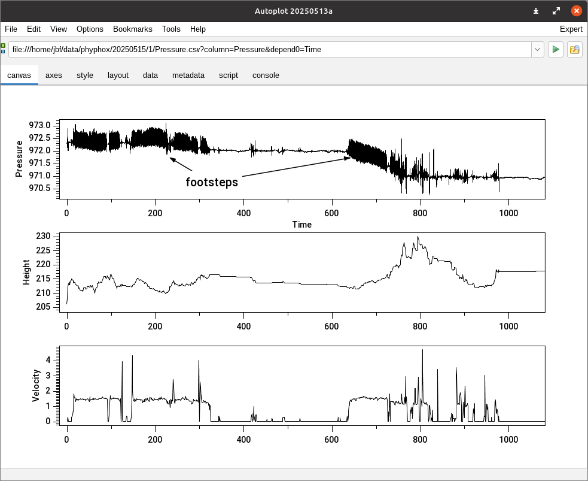 Autoplot 20250513a
File Edit View Options Bookmarks Tools Help Expert
file:///home/jbf/data/phyphox/20250515/1/Pressure.csv?column=Pressure&depend0=Time
canvas axes style layout data metadata script console
973.0
972.5
972.0
971.5
971.0
970.5
Pressure
footsteps
0 200 400 600 800 1000
Time
230
225
220
215
210
205
Height
0 200 400 600 800 1000
4
3
2
1
0
Velocity
0 200 400 600 800 1000